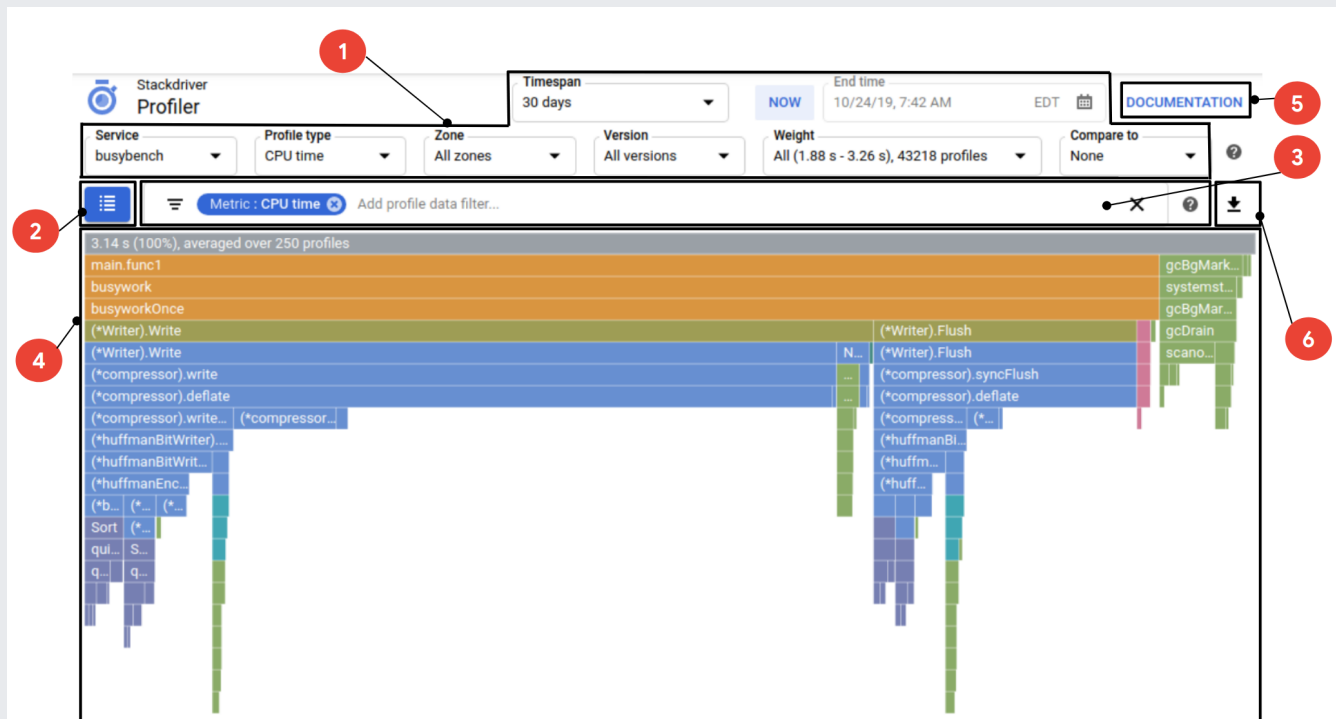 1
Stackdriver
Profiler
Timespan
30 days
NOW
End time
10/24/19, 7:42 AM EDT
DOCUMENTATION
5
Service
busybench
Profile type
CPU time
Zone
All zones
Version
All versions
Weight
All (1.88 s - 3.26 s), 43218 profiles
Compare to
None
3
2
Metric : CPU time
Add profile data filter...
3.14 s (100%), averaged over 250 profiles
main.func1 gcBgMark...
busywork systemst...
busyworkOnce gcBgMar...
(*Writer).Write (*Writer).Flush gcDrain
(*Writer).Write N... (*Writer).Flush scano...
(*compressor).write ... (*compressor).syncFlush
(*compressor).deflate ... (*compressor).deflate
(*compressor).write... (*compressor... (*compress... (*...
(*huffmanBitWriter).... (*huffmanBi...
(*huffmanBitWrit... (*huffm...
(*huffmanEnc... (*huff...
(*b... (*... (*...
Sort (*...
qui... S...
q... q...
4
6